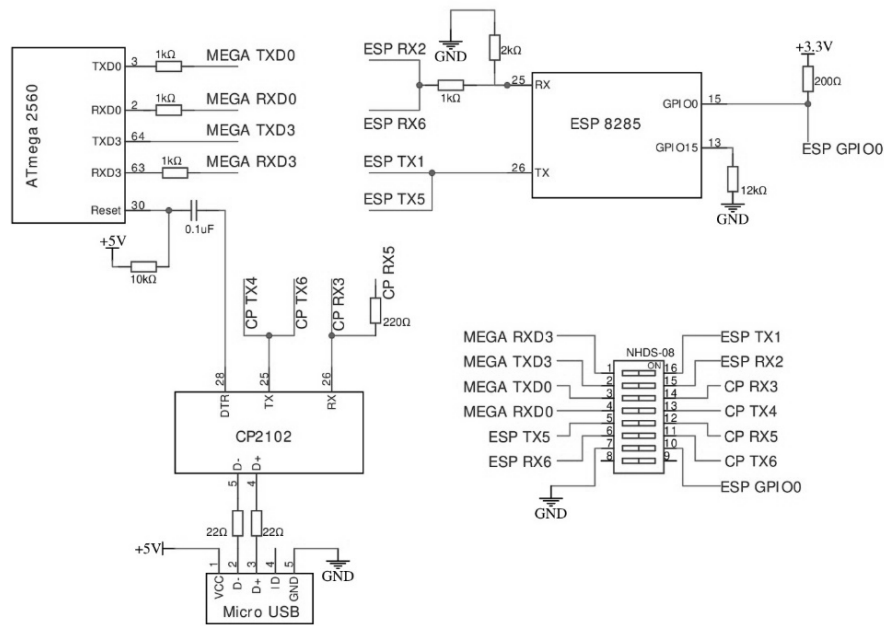 ATmega 2560
TXD0
3
1kΩ
MEGA TXD0
RXD0
2
1kΩ
MEGA RXD0
TXD3
64
MEGA TXD3
RXD3
63
1kΩ
MEGA RXD3
Reset
30
0.1uF
+5V
10kΩ
ESP RX2
ESP RX6
GND
2kΩ
1kΩ
25
RX
ESP TX1
ESP TX5
26
TX
ESP 8285
GPIO0
15
GPIO15
13
+3.3V
200Ω
ESP GPIO0
12kΩ
GND
CP TX4
CP TX6
CP RX3
CP RX5
220Ω
28
25
26
DTR
TX
RX
CP2102
D-
D+
5
4
22Ω
22Ω
+5V
GND
1
2
3
4
5
VCC
D-
D+
ID
GND
Micro USB
NHDS-08
ON
MEGA RXD3
1
16
ESP TX1
MEGA TXD3
2
15
ESP RX2
MEGA TXD0
3
14
CP RX3
MEGA RXD0
4
13
CP TX4
ESP TX5
5
12
CP RX5
ESP RX6
6
11
CP TX6
7
10
ESP GPIO0
8
9
GND